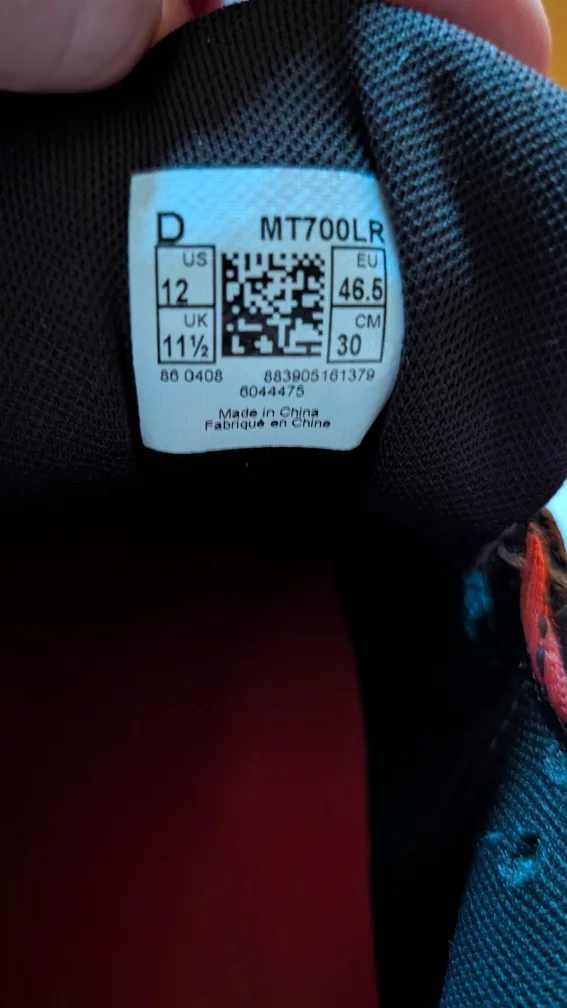 D MT700LR
US EU
12 46.5
UK CM
11½ 30
86 0408 883905161379
6044475
Made in China
Fabriqué en Chine